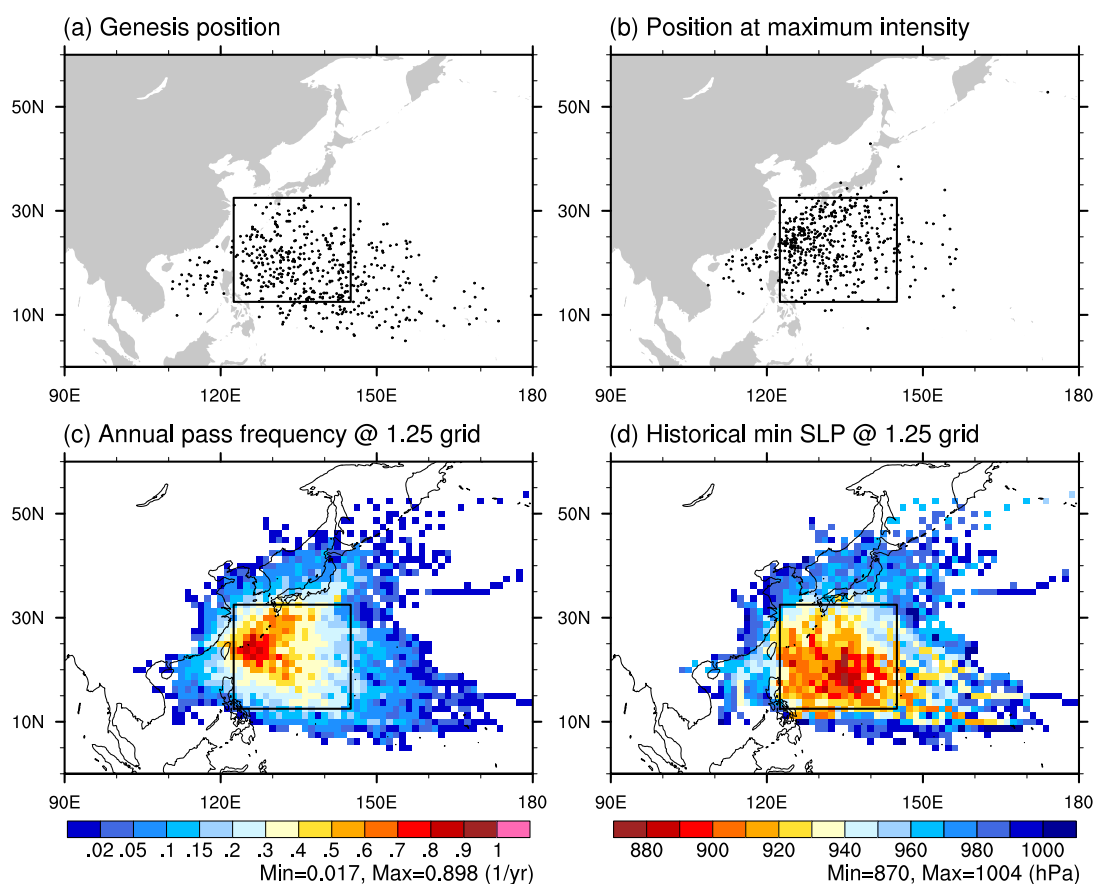 (a) Genesis position
(b) Position at maximum intensity
50N
30N
10N
90E 120E 150E 180
50N
30N
10N
90E 120E 150E 180
(c) Annual pass frequency @ 1.25 grid
(d) Historical min SLP @ 1.25 grid
50N
30N
10N
90E 120E 150E 180
50N
30N
10N
90E 120E 150E 180
.02 .05 .1 .15 .2 .3 .4 .5 .6 .7 .8 .9 1
Min=0.017, Max=0.898 (1/yr)
880 900 920 940 960 980 1000
Min=870, Max=1004 (hPa)